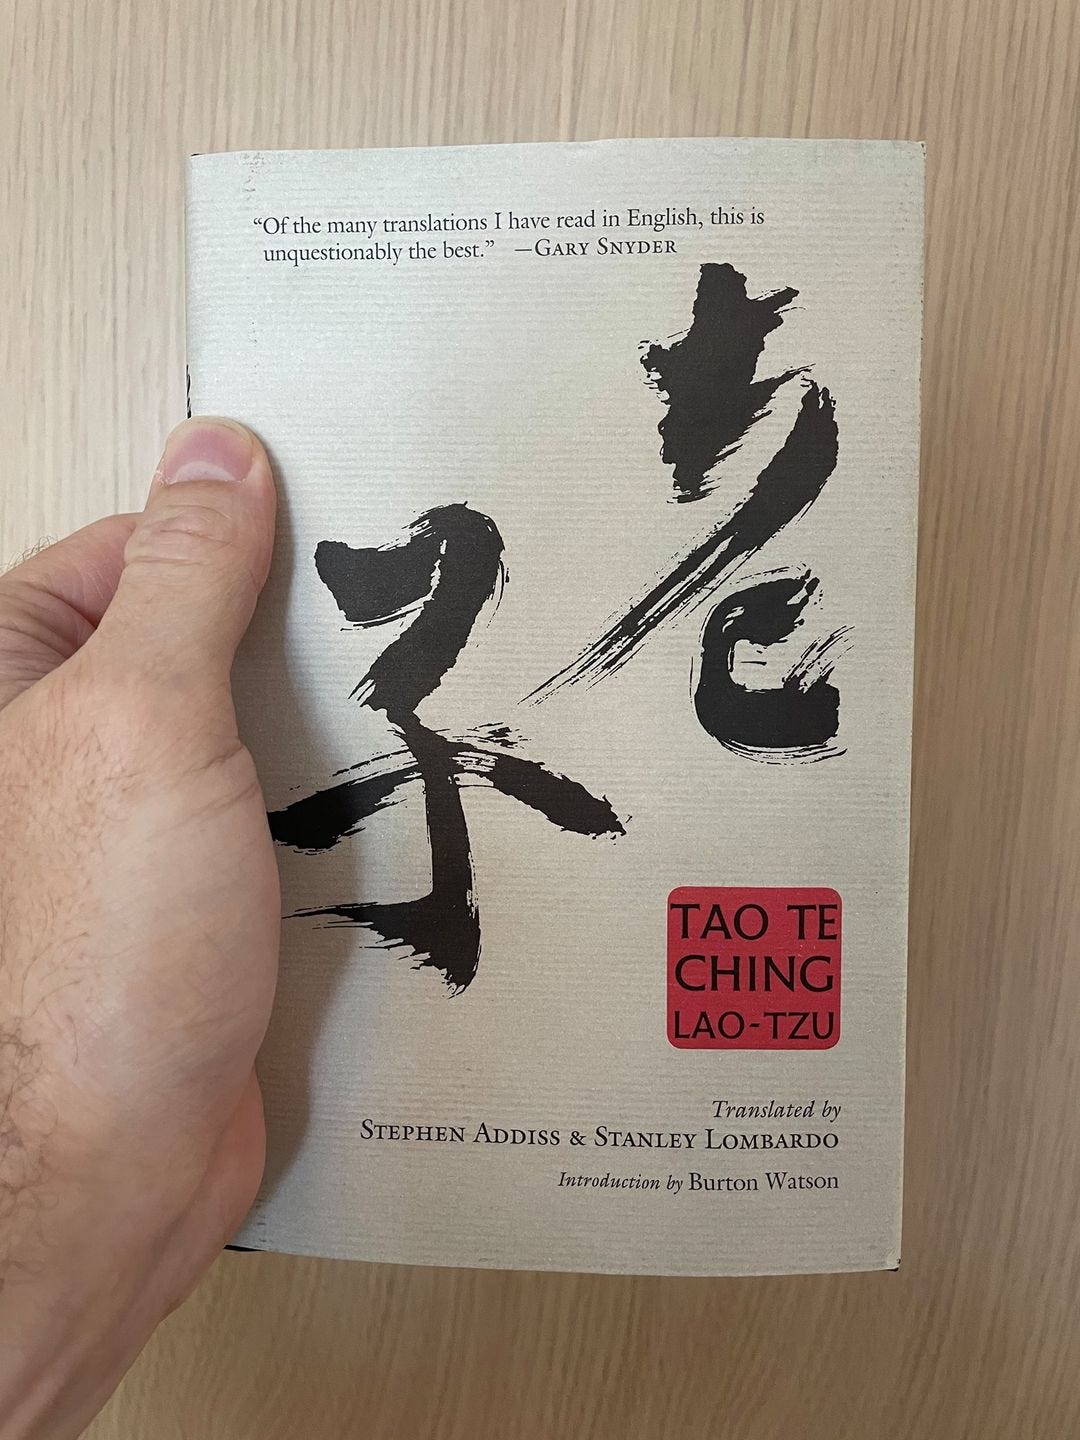 “Of the many translations I have read in English, this is
unquestionably the best.” —GARY SNYDER
老
子
TAO TE
CHING
LAO-TZU
Translated by
STEPHEN ADDISS & STANLEY LOMBARDO
Introduction by Burton Watson